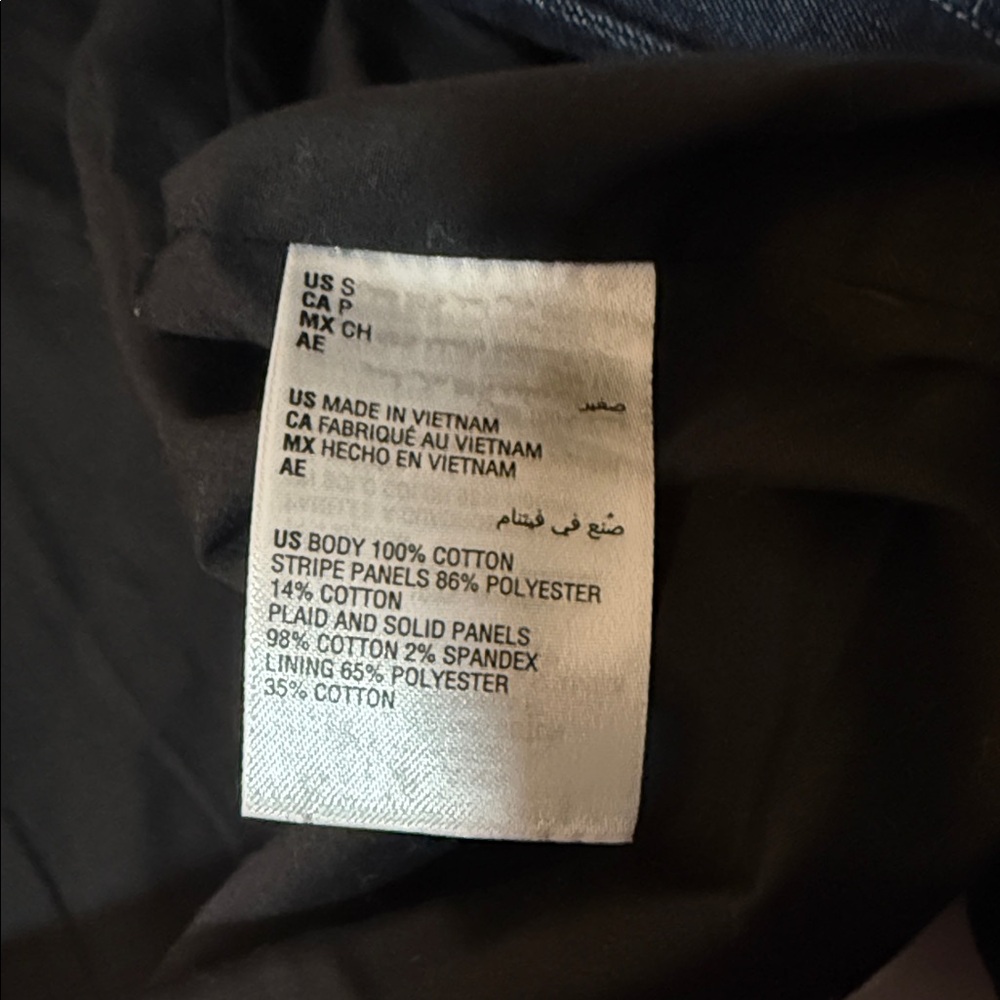 US S
CA P
MX CH
AE
صغير
US MADE IN VIETNAM
CA FABRIQUÉ AU VIETNAM
MX HECHO EN VIETNAM
AE
صُنع في فيتنام
US BODY 100% COTTON
STRIPE PANELS 86% POLYESTER
14% COTTON
PLAID AND SOLID PANELS
98% COTTON 2% SPANDEX
LINING 65% POLYESTER
35% COTTON